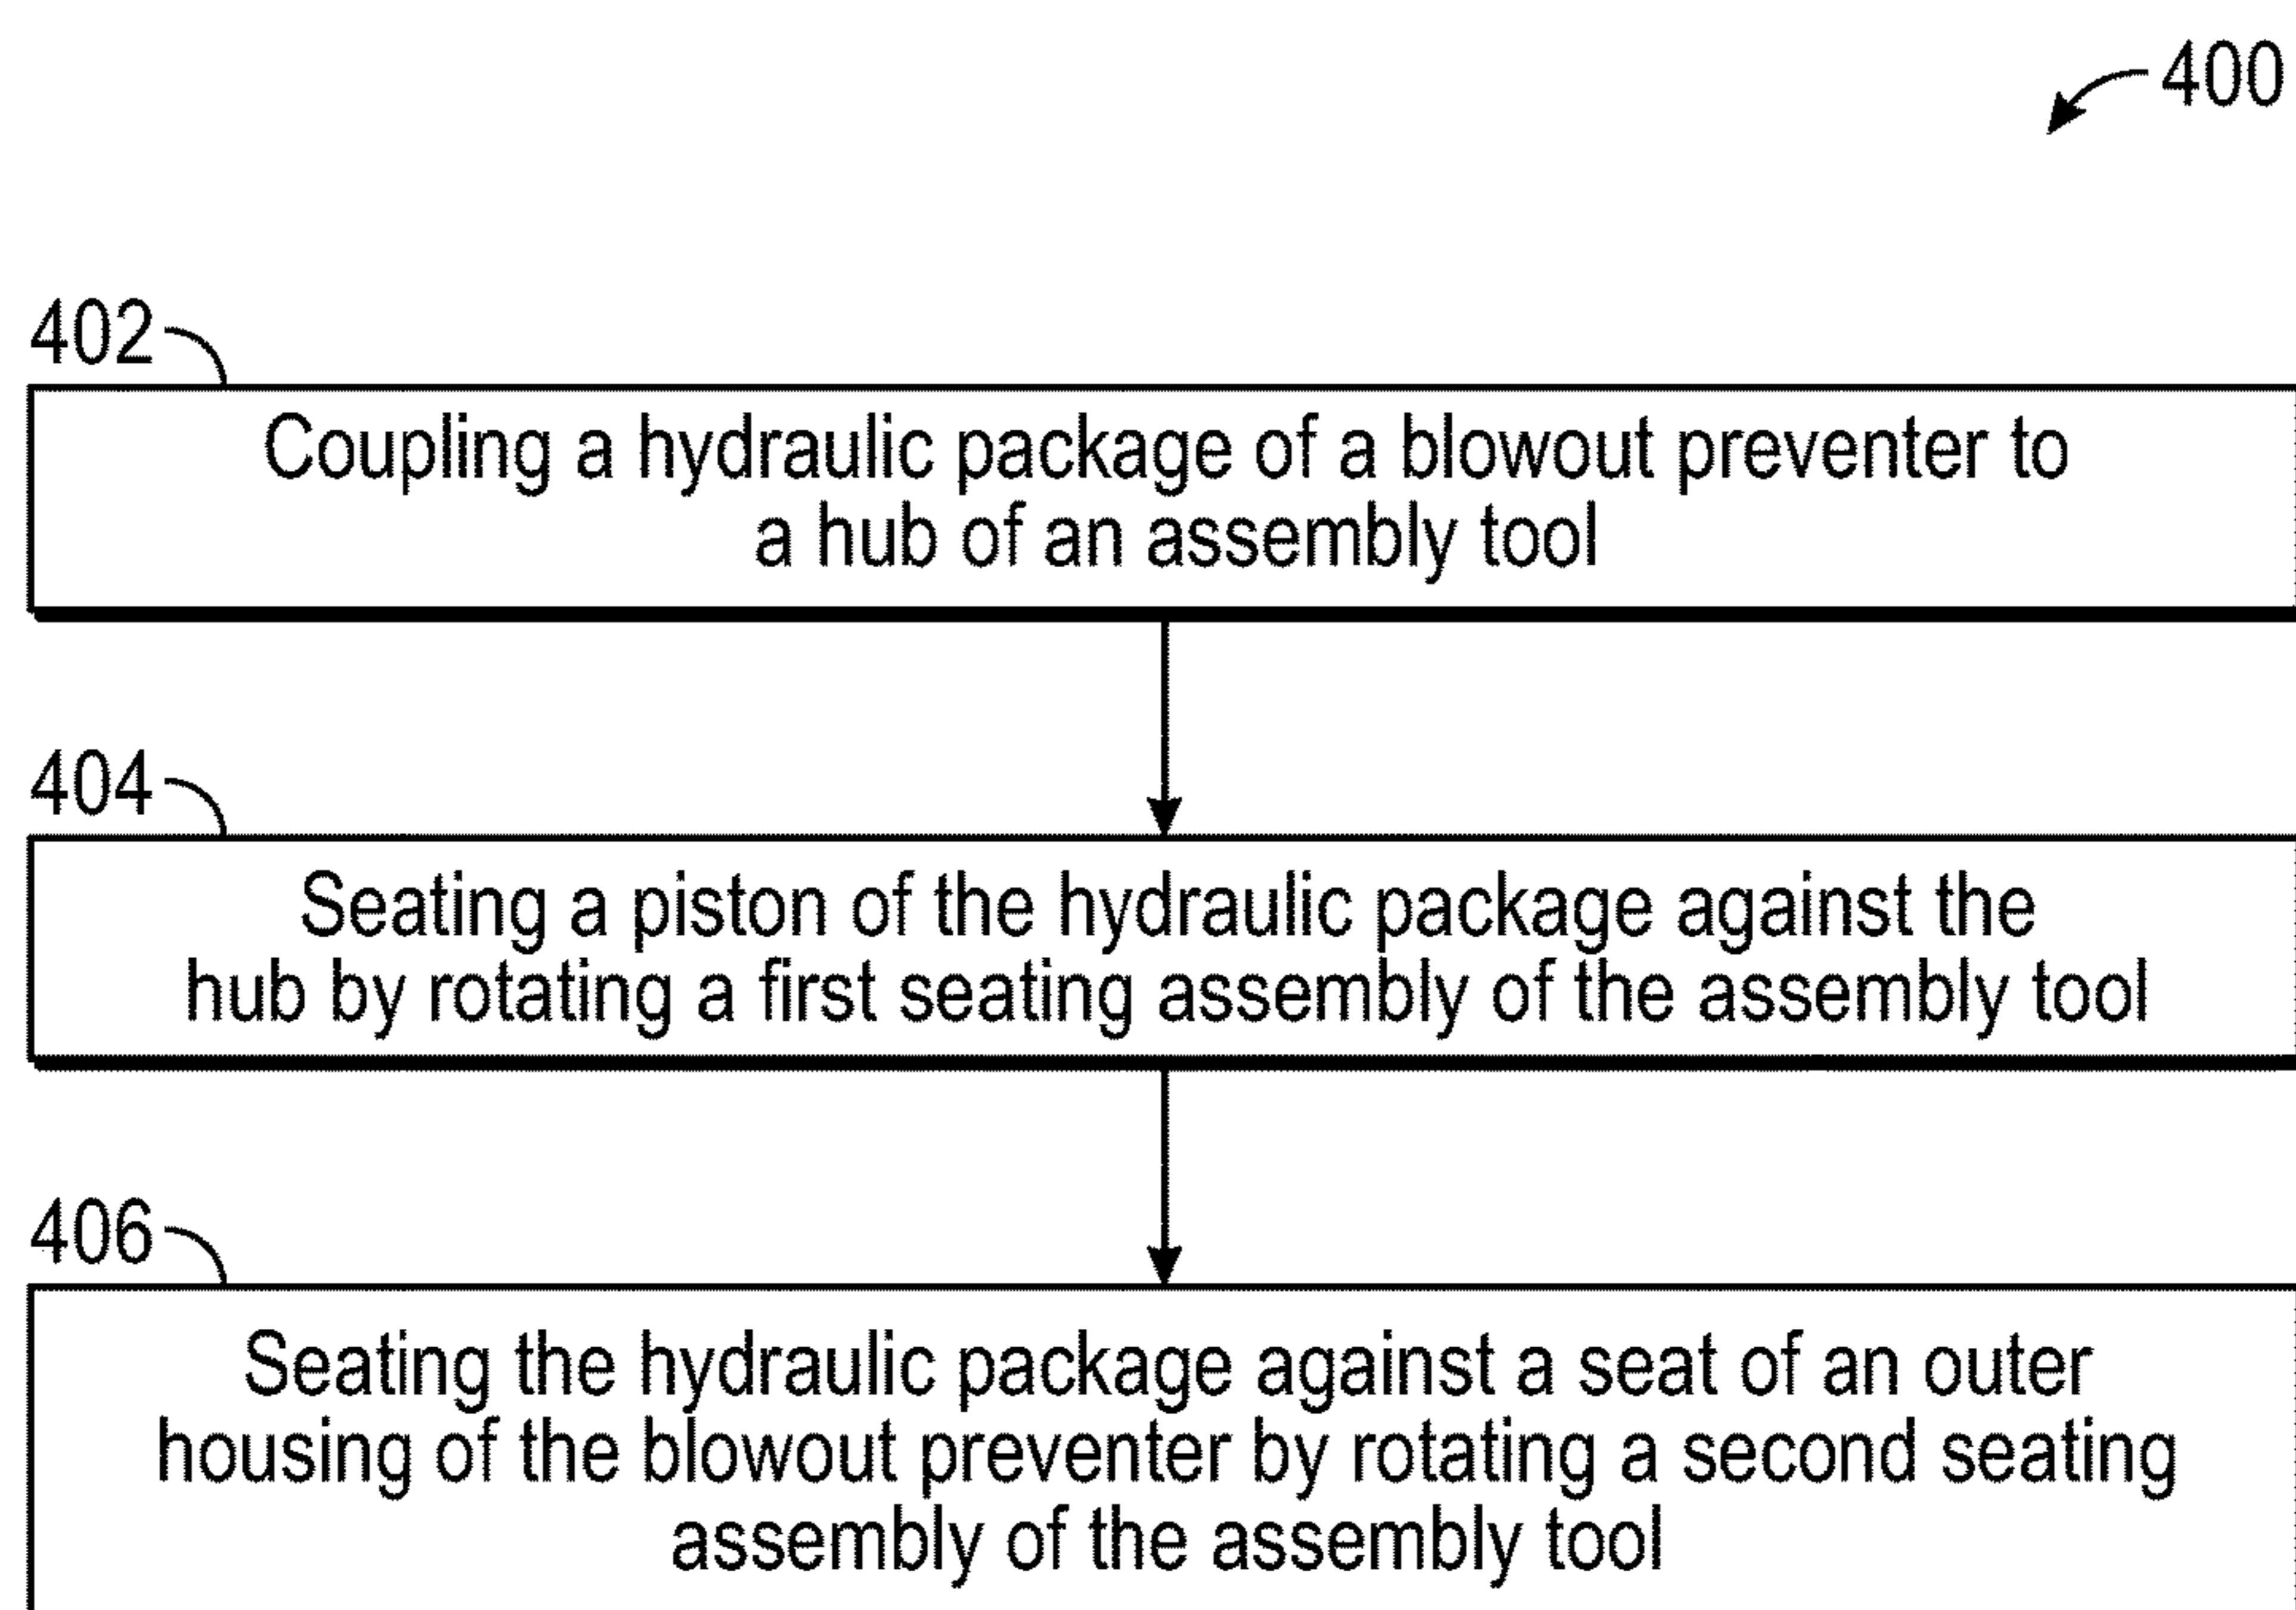 400
402
Coupling a hydraulic package of a blowout preventer to
a hub of an assembly tool
404
Seating a piston of the hydraulic package against the
hub by rotating a first seating assembly of the assembly tool
406
Seating the hydraulic package against a seat of an outer
housing of the blowout preventer by rotating a second seating
assembly of the assembly tool